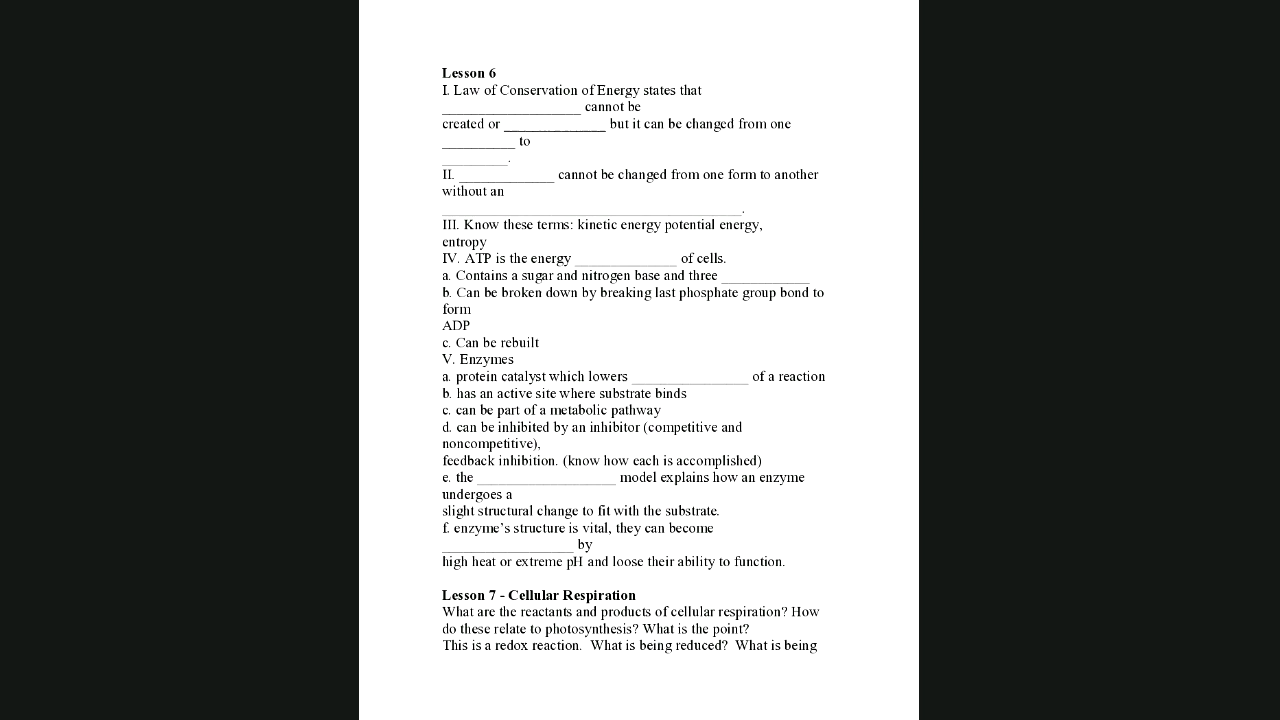 Lesson 6
I. Law of Conservation of Energy states that
___________________ cannot be
created or ______________ but it can be changed from one
__________ to
_________.
II. _____________ cannot be changed from one form to another
without an
_________________________________________.
III. Know these terms: kinetic energy potential energy,
entropy
IV. ATP is the energy ______________ of cells.
a. Contains a sugar and nitrogen base and three ____________
b. Can be broken down by breaking last phosphate group bond to
form
ADP
c. Can be rebuilt
V. Enzymes
a. protein catalyst which lowers ________________ of a reaction
b. has an active site where substrate binds
c. can be part of a metabolic pathway
d. can be inhibited by an inhibitor (competitive and
noncompetitive),
feedback inhibition. (know how each is accomplished)
e. the ___________________ model explains how an enzyme
undergoes a
slight structural change to fit with the substrate.
f. enzyme's structure is vital, they can become
__________________ by
high heat or extreme pH and loose their ability to function.
Lesson 7 - Cellular Respiration
What are the reactants and products of cellular respiration? How
do these relate to photosynthesis? What is the point?
This is a redox reaction.  What is being reduced?  What is being